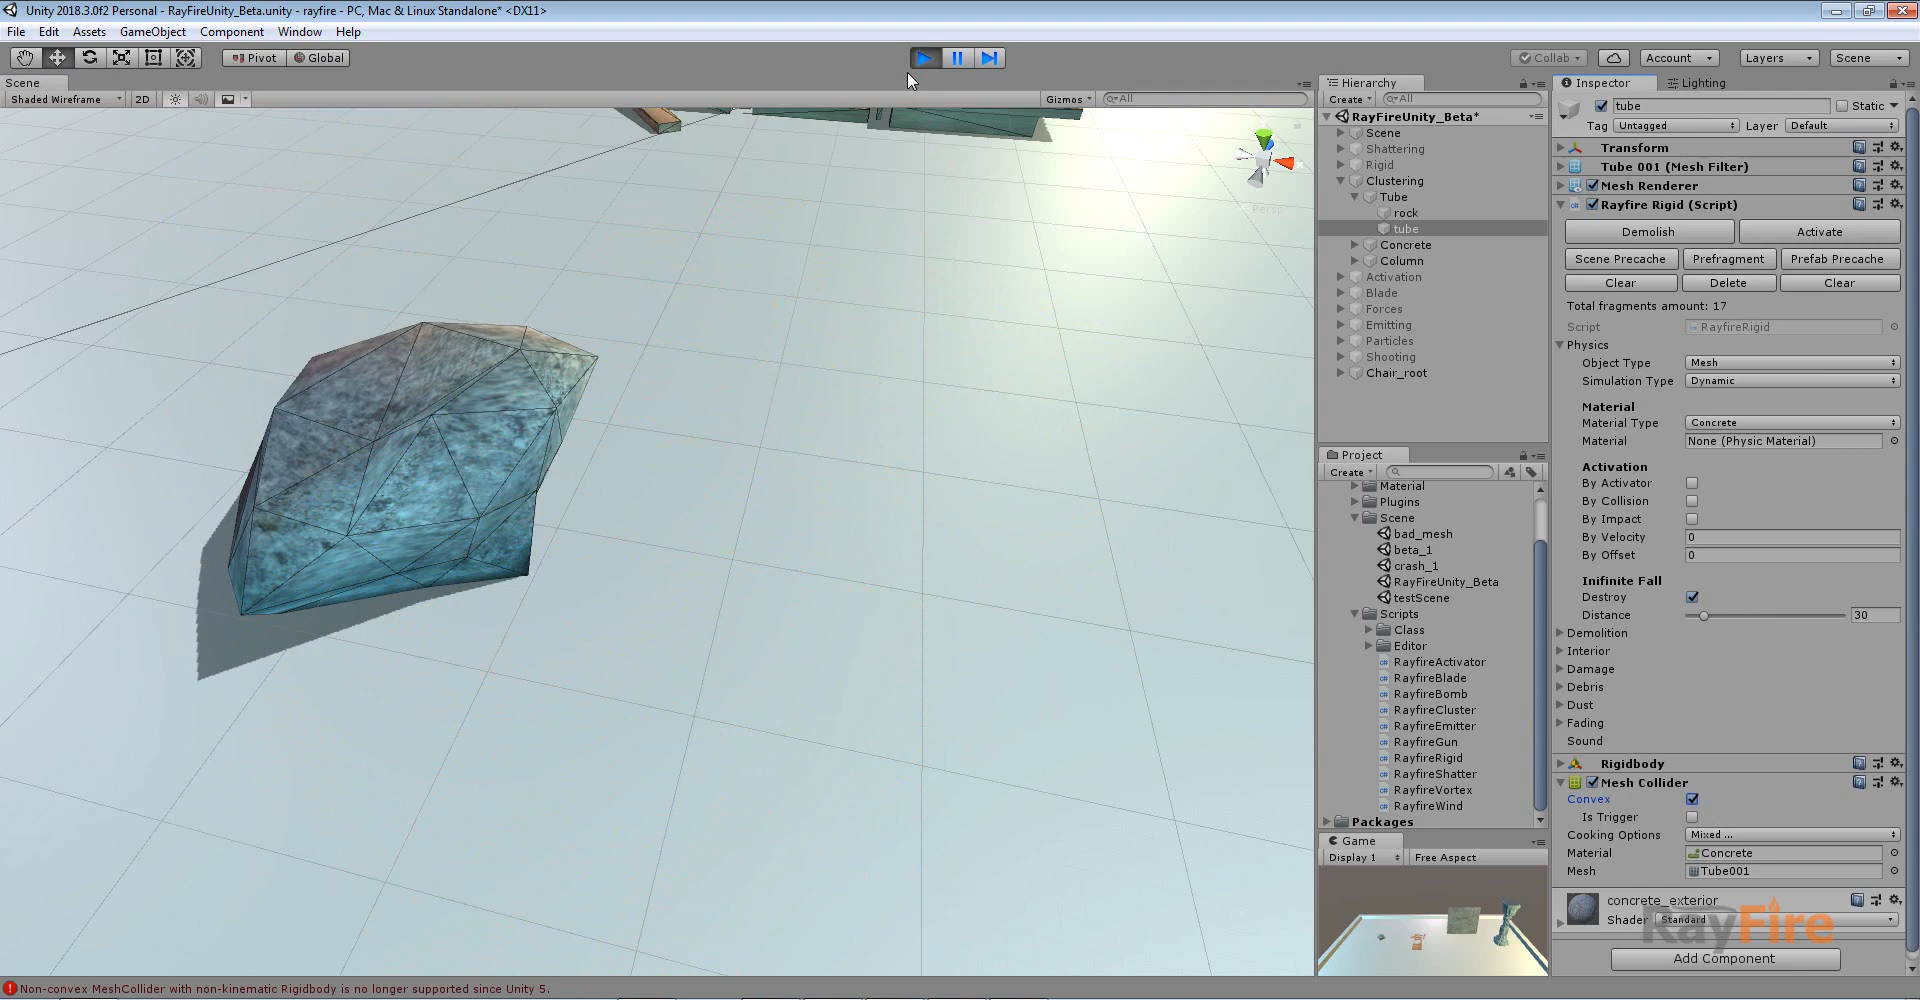 Unity 2018.3.0f2 Personal - RayFireUnity_Beta.unity - rayfire - PC, Mac & Linux Standalone* <DX11>
File Edit Assets GameObject Component Window Help
Pivot Global Collab Account Layers Scene
Scene
Shaded Wireframe 2D Gizmos All
Persp
Hierarchy
Create All
RayFireUnity_Beta*
Scene
Shattering
Rigid
Clustering
Tube
rock
tube
Concrete
Column
Activation
Blade
Forces
Emitting
Particles
Shooting
Chair_root
Project
Create
Material
Plugins
Scene
bad_mesh
beta_1
crash_1
RayFireUnity_Beta
testScene
Scripts
Class
Editor
RayfireActivator
RayfireBlade
RayfireBomb
RayfireCluster
RayfireEmitter
RayfireGun
RayfireRigid
RayfireShatter
RayfireVortex
RayfireWind
Packages
Game
Display 1 Free Aspect
Inspector Lighting
tube Static
Tag Untagged Layer Default
Transform
Tube 001 (Mesh Filter)
Mesh Renderer
Rayfire Rigid (Script)
Demolish Activate
Scene Precache Prefragment Prefab Precache
Clear Delete Clear
Total fragments amount: 17
Script RayfireRigid
Physics
Object Type Mesh
Simulation Type Dynamic
Material
Material Type Concrete
Material None (Physic Material)
Activation
By Activator
By Collision
By Impact
By Velocity 0
By Offset 0
Inifinite Fall
Destroy
Distance 30
Demolition
Interior
Damage
Debris
Dust
Fading
Sound
Rigidbody
Mesh Collider
Convex
Is Trigger
Cooking Options Mixed ...
Material Concrete
Mesh Tube001
concrete_exterior
Shader Standard
RayFire
Add Component
Non-convex MeshCollider with non-kinematic Rigidbody is no longer supported since Unity 5.